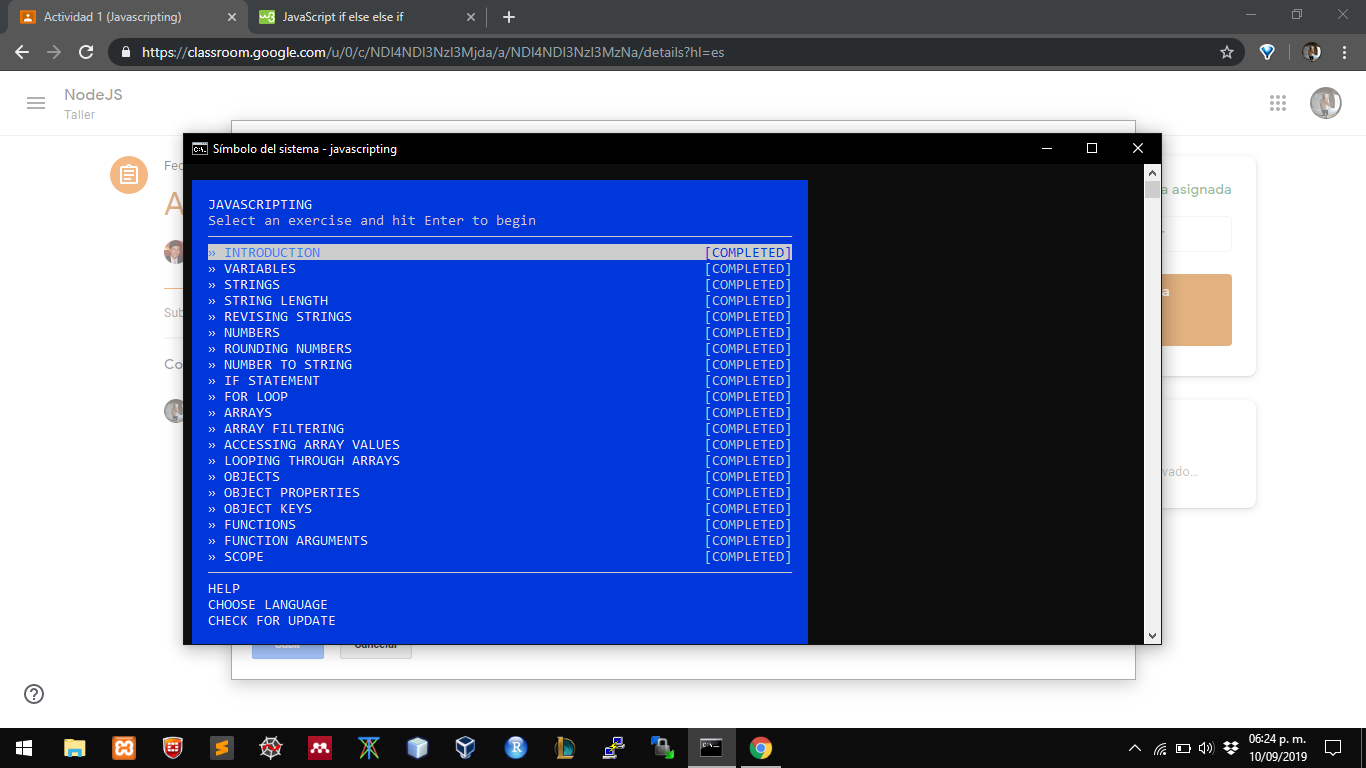 Actividad 1 (Javascripting)
JavaScript if else else if
https://classroom.google.com/u/0/c/NDI4NDI3NzI3Mjda/a/NDI4NDI3NzI3MzNa/details?hl=es
NodeJS
Taller
Fec
A
a asignada
a
Sub
Co
vado...
Símbolo del sistema - javascripting
JAVASCRIPTING
Select an exercise and hit Enter to begin
» INTRODUCTION [COMPLETED]
» VARIABLES [COMPLETED]
» STRINGS [COMPLETED]
» STRING LENGTH [COMPLETED]
» REVISING STRINGS [COMPLETED]
» NUMBERS [COMPLETED]
» ROUNDING NUMBERS [COMPLETED]
» NUMBER TO STRING [COMPLETED]
» IF STATEMENT [COMPLETED]
» FOR LOOP [COMPLETED]
» ARRAYS [COMPLETED]
» ARRAY FILTERING [COMPLETED]
» ACCESSING ARRAY VALUES [COMPLETED]
» LOOPING THROUGH ARRAYS [COMPLETED]
» OBJECTS [COMPLETED]
» OBJECT PROPERTIES [COMPLETED]
» OBJECT KEYS [COMPLETED]
» FUNCTIONS [COMPLETED]
» FUNCTION ARGUMENTS [COMPLETED]
» SCOPE [COMPLETED]
HELP
CHOOSE LANGUAGE
CHECK FOR UPDATE
Cancelar
06:24 p. m.
10/09/2019